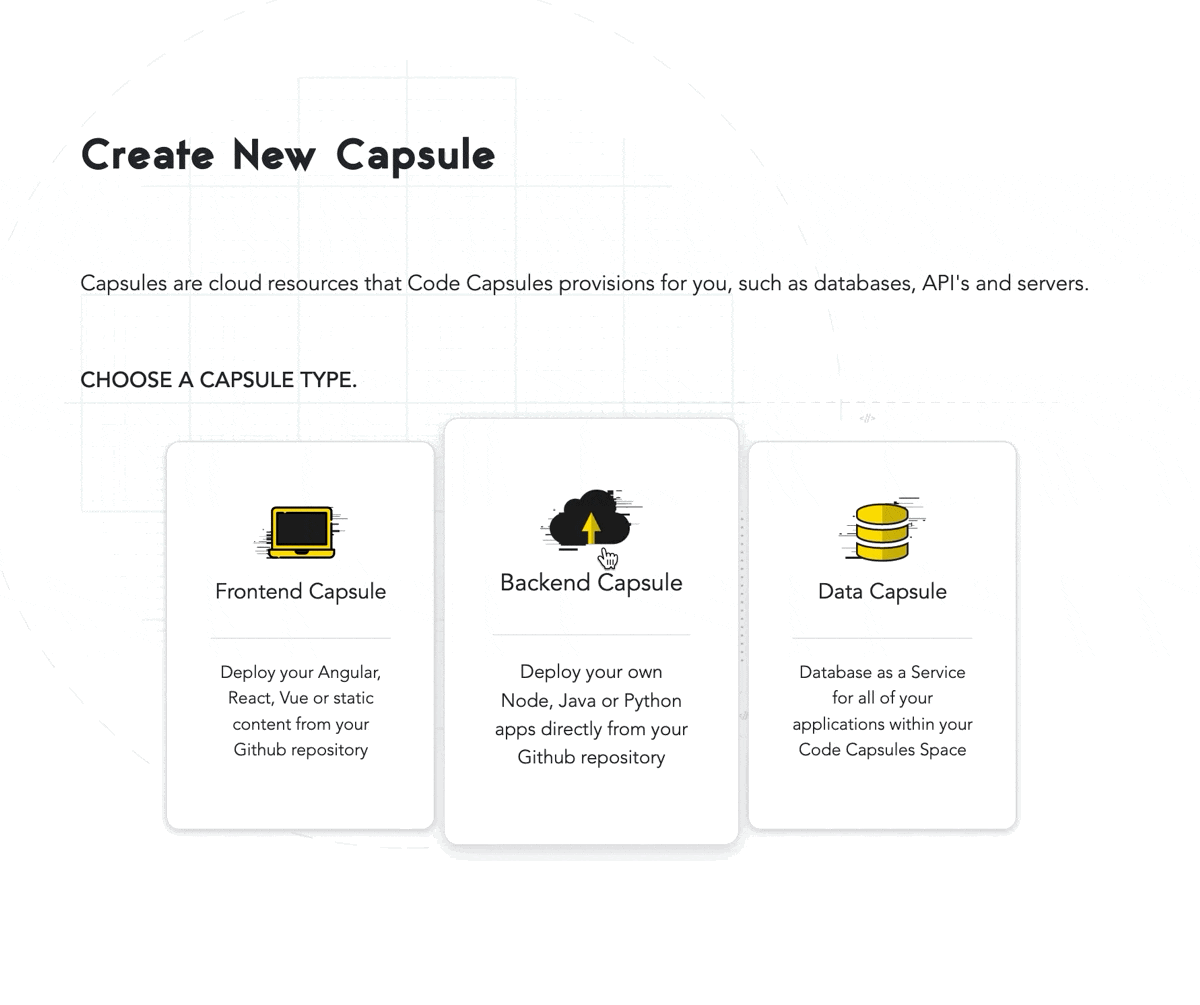 Create New Capsule
Capsules are cloud resources that Code Capsules provisions for you, such as databases, API's and servers.
CHOOSE A CAPSULE TYPE.
Frontend Capsule
Deploy your Angular,
React, Vue or static
content from your
Github repository
Backend Capsule
Deploy your own
Node, Java or Python
apps directly from your
Github repository
Data Capsule
Database as a Service
for all of your
applications within your
Code Capsules Space